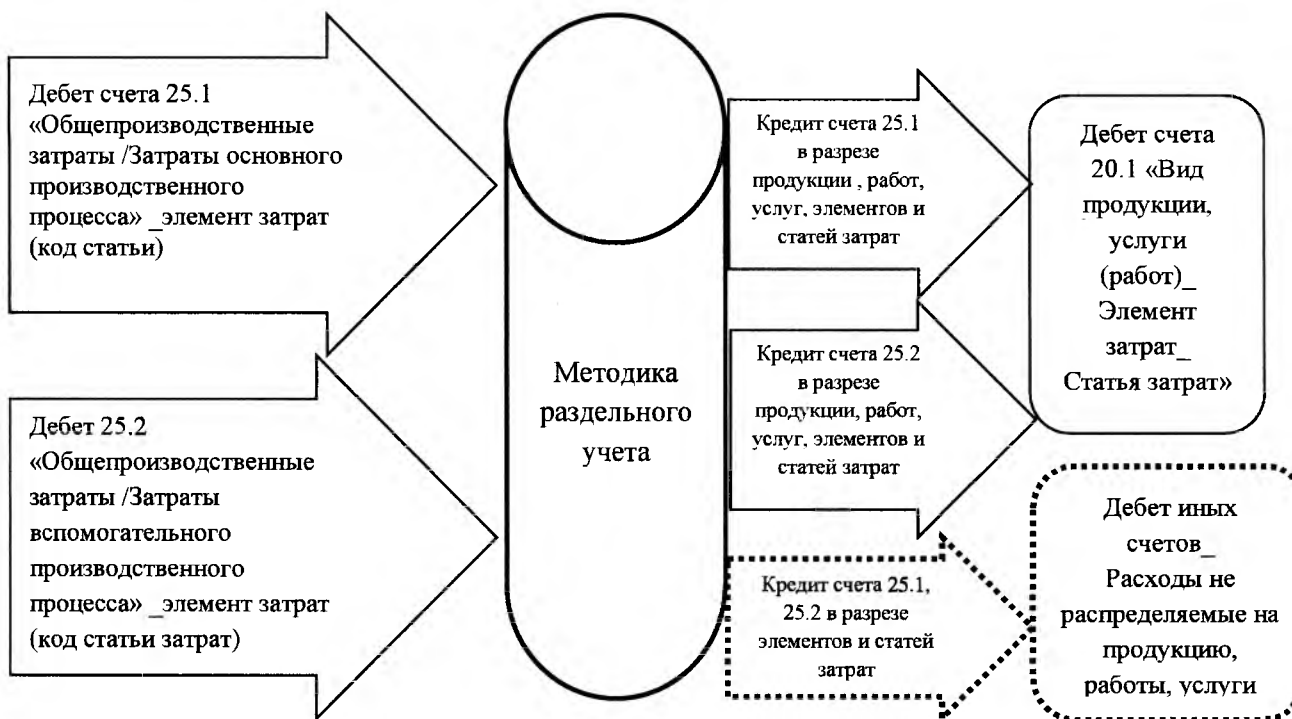 Дебет счета 25.1
«Общепроизводственные
затраты /Затраты основного
производственного
процесса» _элемент затрат
(код статьи)
Дебет 25.2
«Общепроизводственные
затраты /Затраты
вспомогательного
производственного
процесса» _элемент затрат
(код статьи затрат)
Методика
раздельного
учета
Кредит счета 25.1
в разрезе
продукции , работ,
услуг, элементов и
статей затрат
Кредит счета 25.2
в разрезе
продукции, работ,
услуг, элементов и
статей затрат
Кредит счета 25.1,
25.2 в разрезе
элементов и статей
затрат
Дебет счета
20.1 «Вид
продукции,
услуги
(работ)_
Элемент
затрат_
Статья затрат»
Дебет иных
счетов_
Расходы не
распределяемые на
продукцию,
работы, услуги